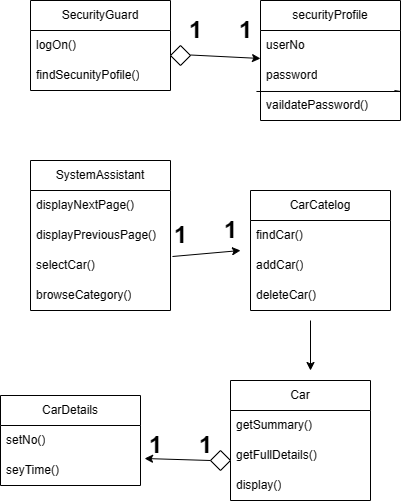 SecurityGuard
logOn()
findSecunityPofile()
1
1
securityProfile
userNo
password
vaildatePassword()
SystemAssistant
displayNextPage()
displayPreviousPage()
selectCar()
browseCategory()
1
1
CarCatelog
findCar()
addCar()
deleteCar()
Car
getSummary()
getFullDetails()
display()
CarDetails
setNo()
seyTime()
1
1